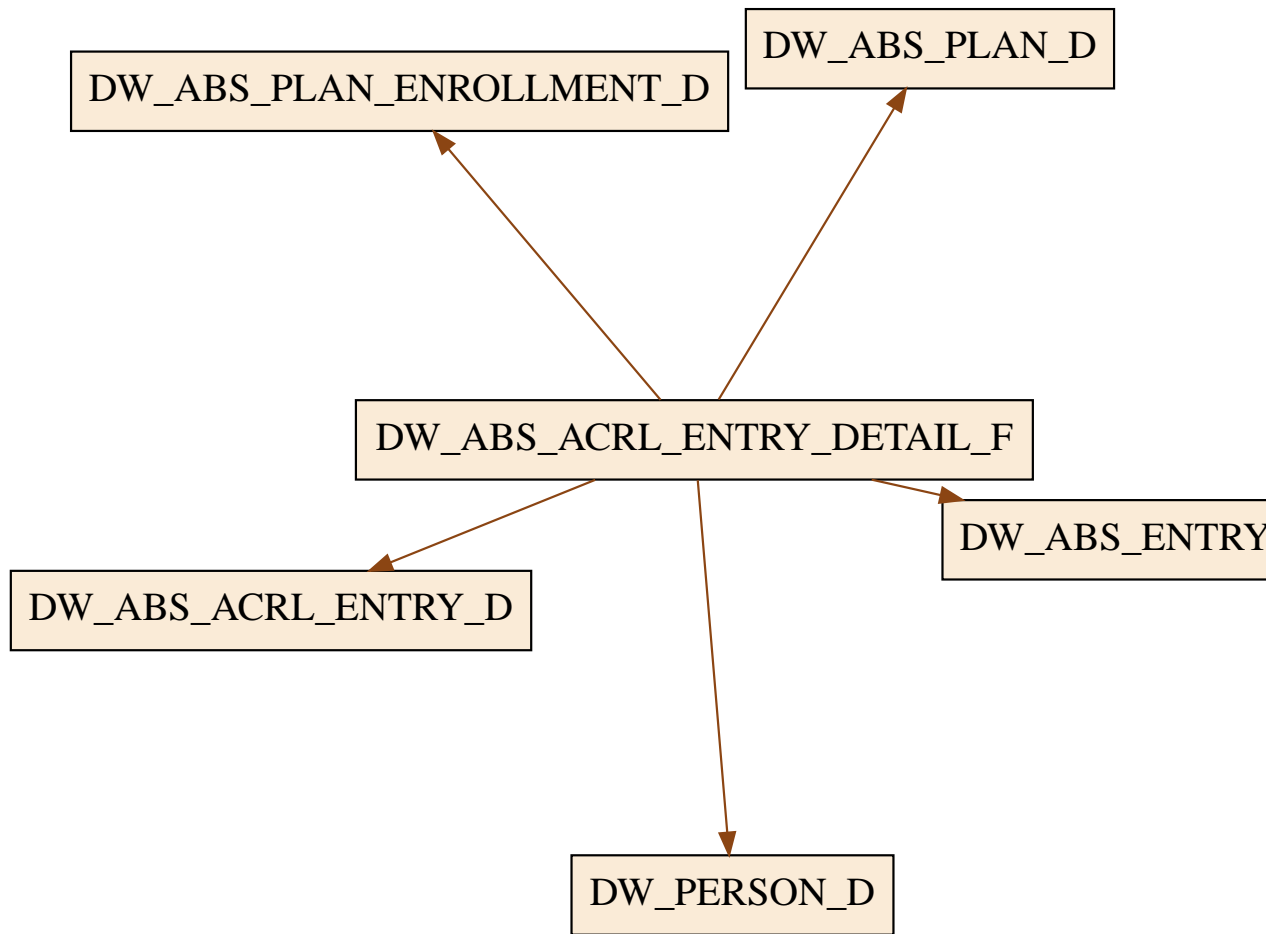 DW_ABS_PLAN_D
DW_ABS_PLAN_ENROLLMENT_D
DW_ABS_ACRL_ENTRY_DETAIL_F
DW_ABS_ENTRY
DW_ABS_ACRL_ENTRY_D
DW_PERSON_D